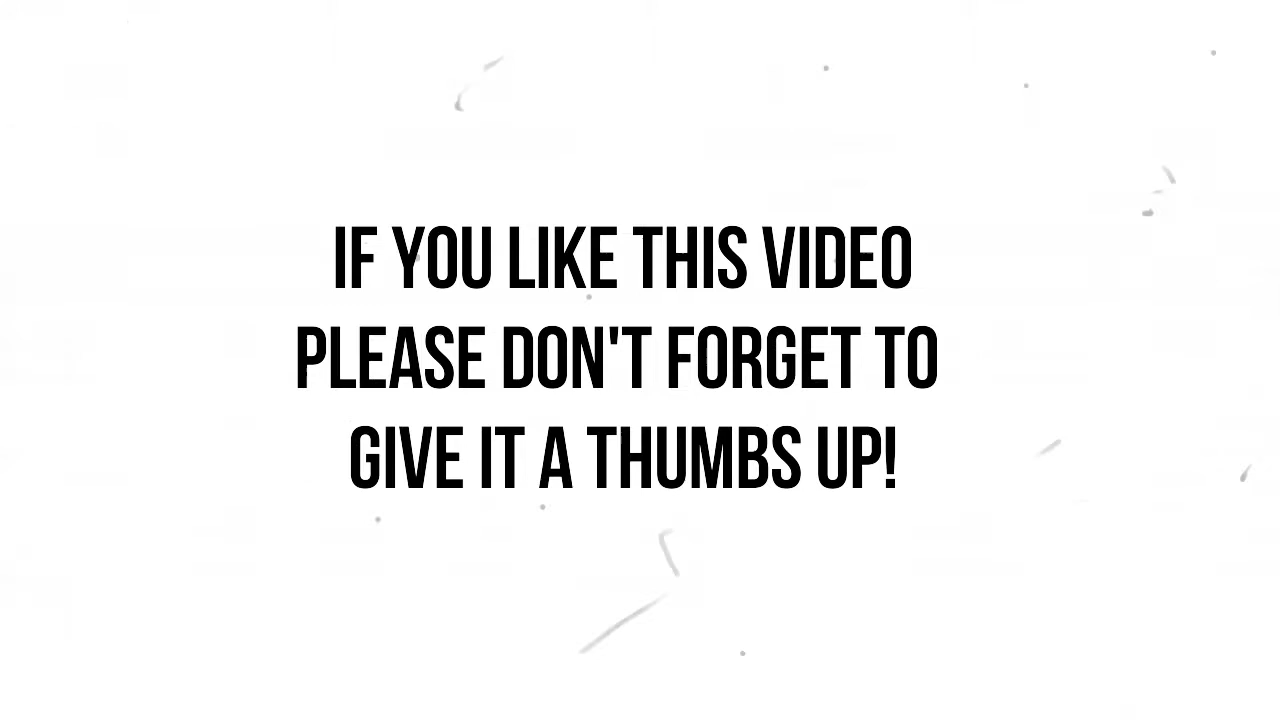 IF YOU LIKE THIS VIDEO
PLEASE DON'T FORGET TO
GIVE IT A THUMBS UP!